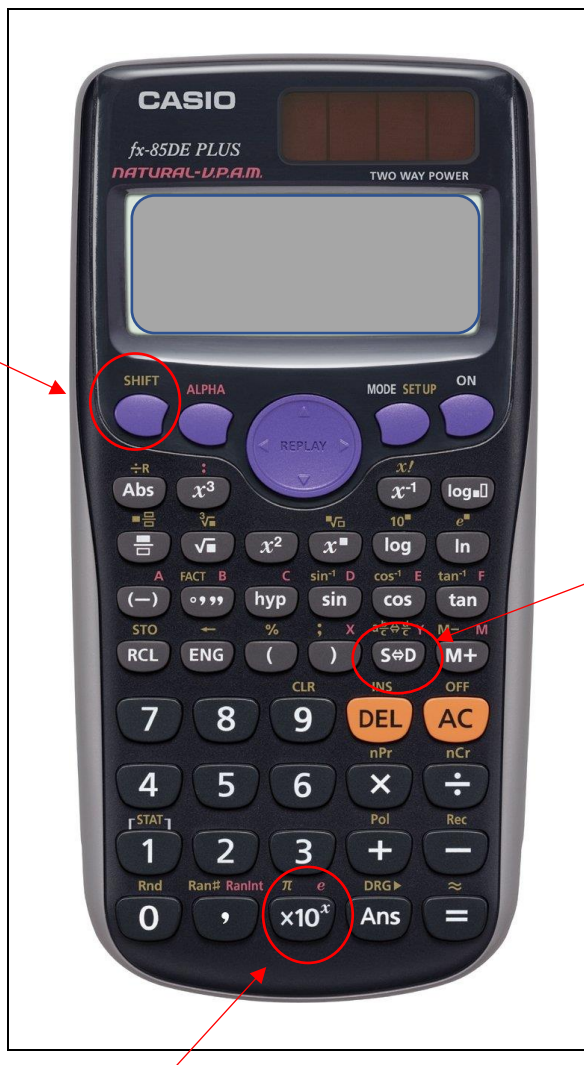 CASIO
fx-85DE PLUS
NATURAL-V.P.A.M.
TWO WAY POWER
SHIFT ALPHA MODE SETUP ON
REPLAY
÷R : x!
Abs x³ x⁻¹ log■▯
■▤ ³√■ ■√□ 10■ e■
√■ x² x■ log ln
A FACT B C sin⁻¹ D cos⁻¹ E tan⁻¹ F
(−) °,,, hyp sin cos tan
STO ← % ; X Y M− M
RCL ENG ( ) S⇔D M+
CLR INS OFF
7 8 9 DEL AC
nPr nCr
4 5 6 × ÷
STAT Pol Rec
1 2 3 + −
Rnd Ran# RanInt π e DRG▶ ≈
0 , ×10ˣ Ans =